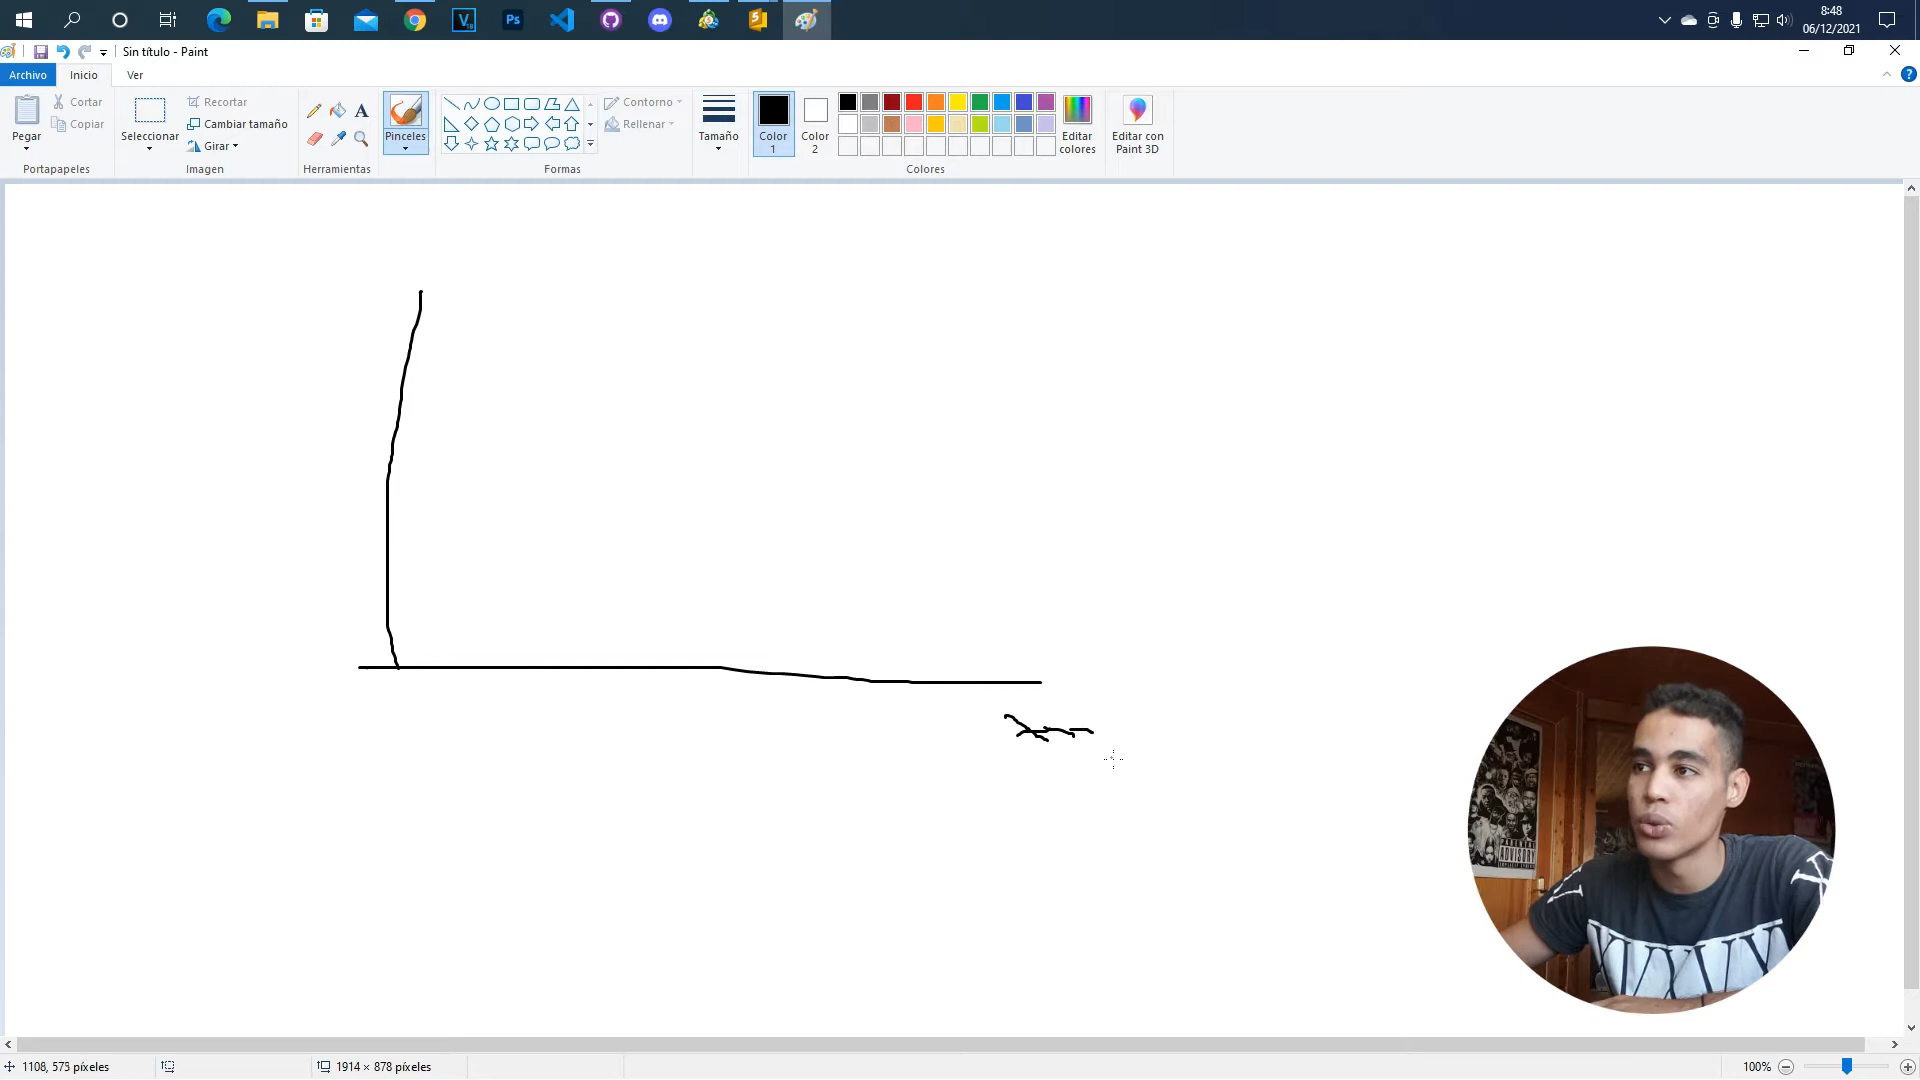 8:48
06/12/2021
Sin título - Paint
Archivo
Inicio
Ver
Pegar
Cortar
Copiar
Portapapeles
Seleccionar
Recortar
Cambiar tamaño
Girar
Imagen
Herramientas
Pinceles
Contorno
Rellenar
Formas
Tamaño
Color
1
Color
2
Editar
colores
Colores
Editar con
Paint 3D
PARENTAL
ADVISORY
1108, 575 píxeles
1914 × 878 píxeles
100%